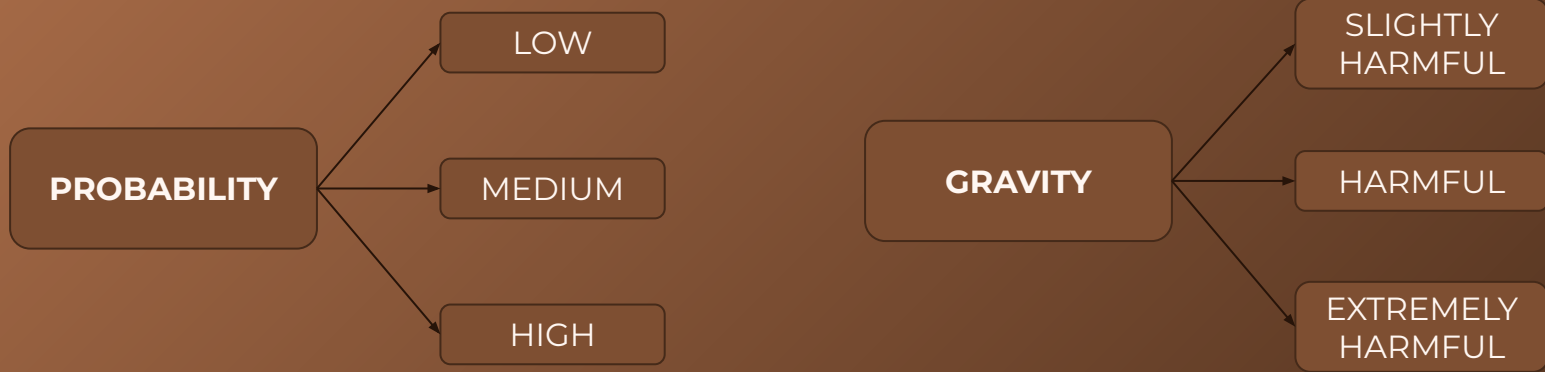 PROBABILITY
LOW
MEDIUM
HIGH
GRAVITY
SLIGHTLY
HARMFUL
HARMFUL
EXTREMELY
HARMFUL